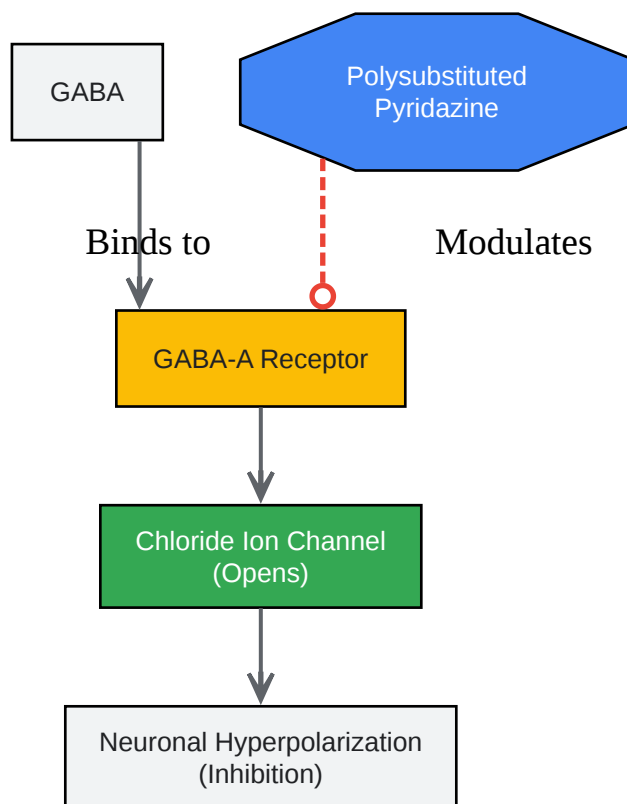 GABA
Polysubstituted
Pyridazine
Binds to
Modulates
GABA-A Receptor
Chloride Ion Channel
(Opens)
Neuronal Hyperpolarization
(Inhibition)